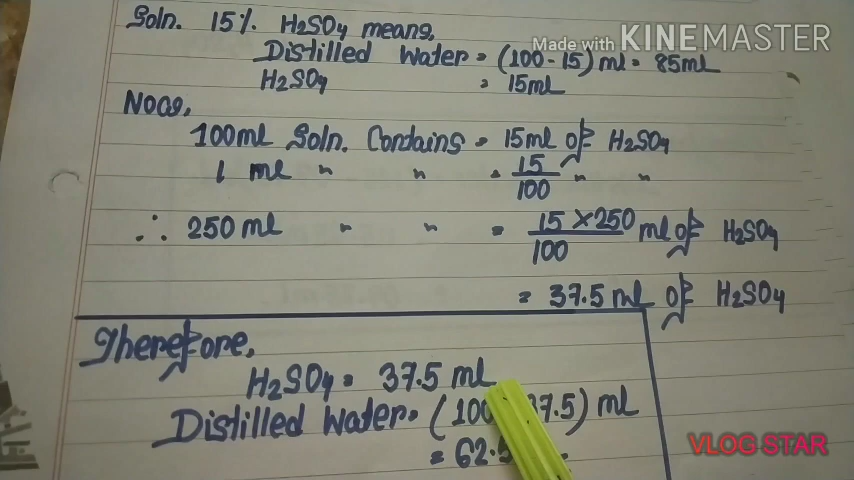 Soln. 15% H2SO4 means,
Made with KINEMASTER
Distilled Water = (100 - 15) ml = 85ml
H2SO4 = 15ml
Now,
100ml Soln. Contains = 15ml of H2SO4
1 ml " " = 15/100 " "
∴ 250 ml " " = 15×250/100 ml of H2SO4
= 37.5 ml of H2SO4
Therefore,
H2SO4 = 37.5 ml
Distilled Water = (100 37.5) ml
= 62.5
VLOG STAR